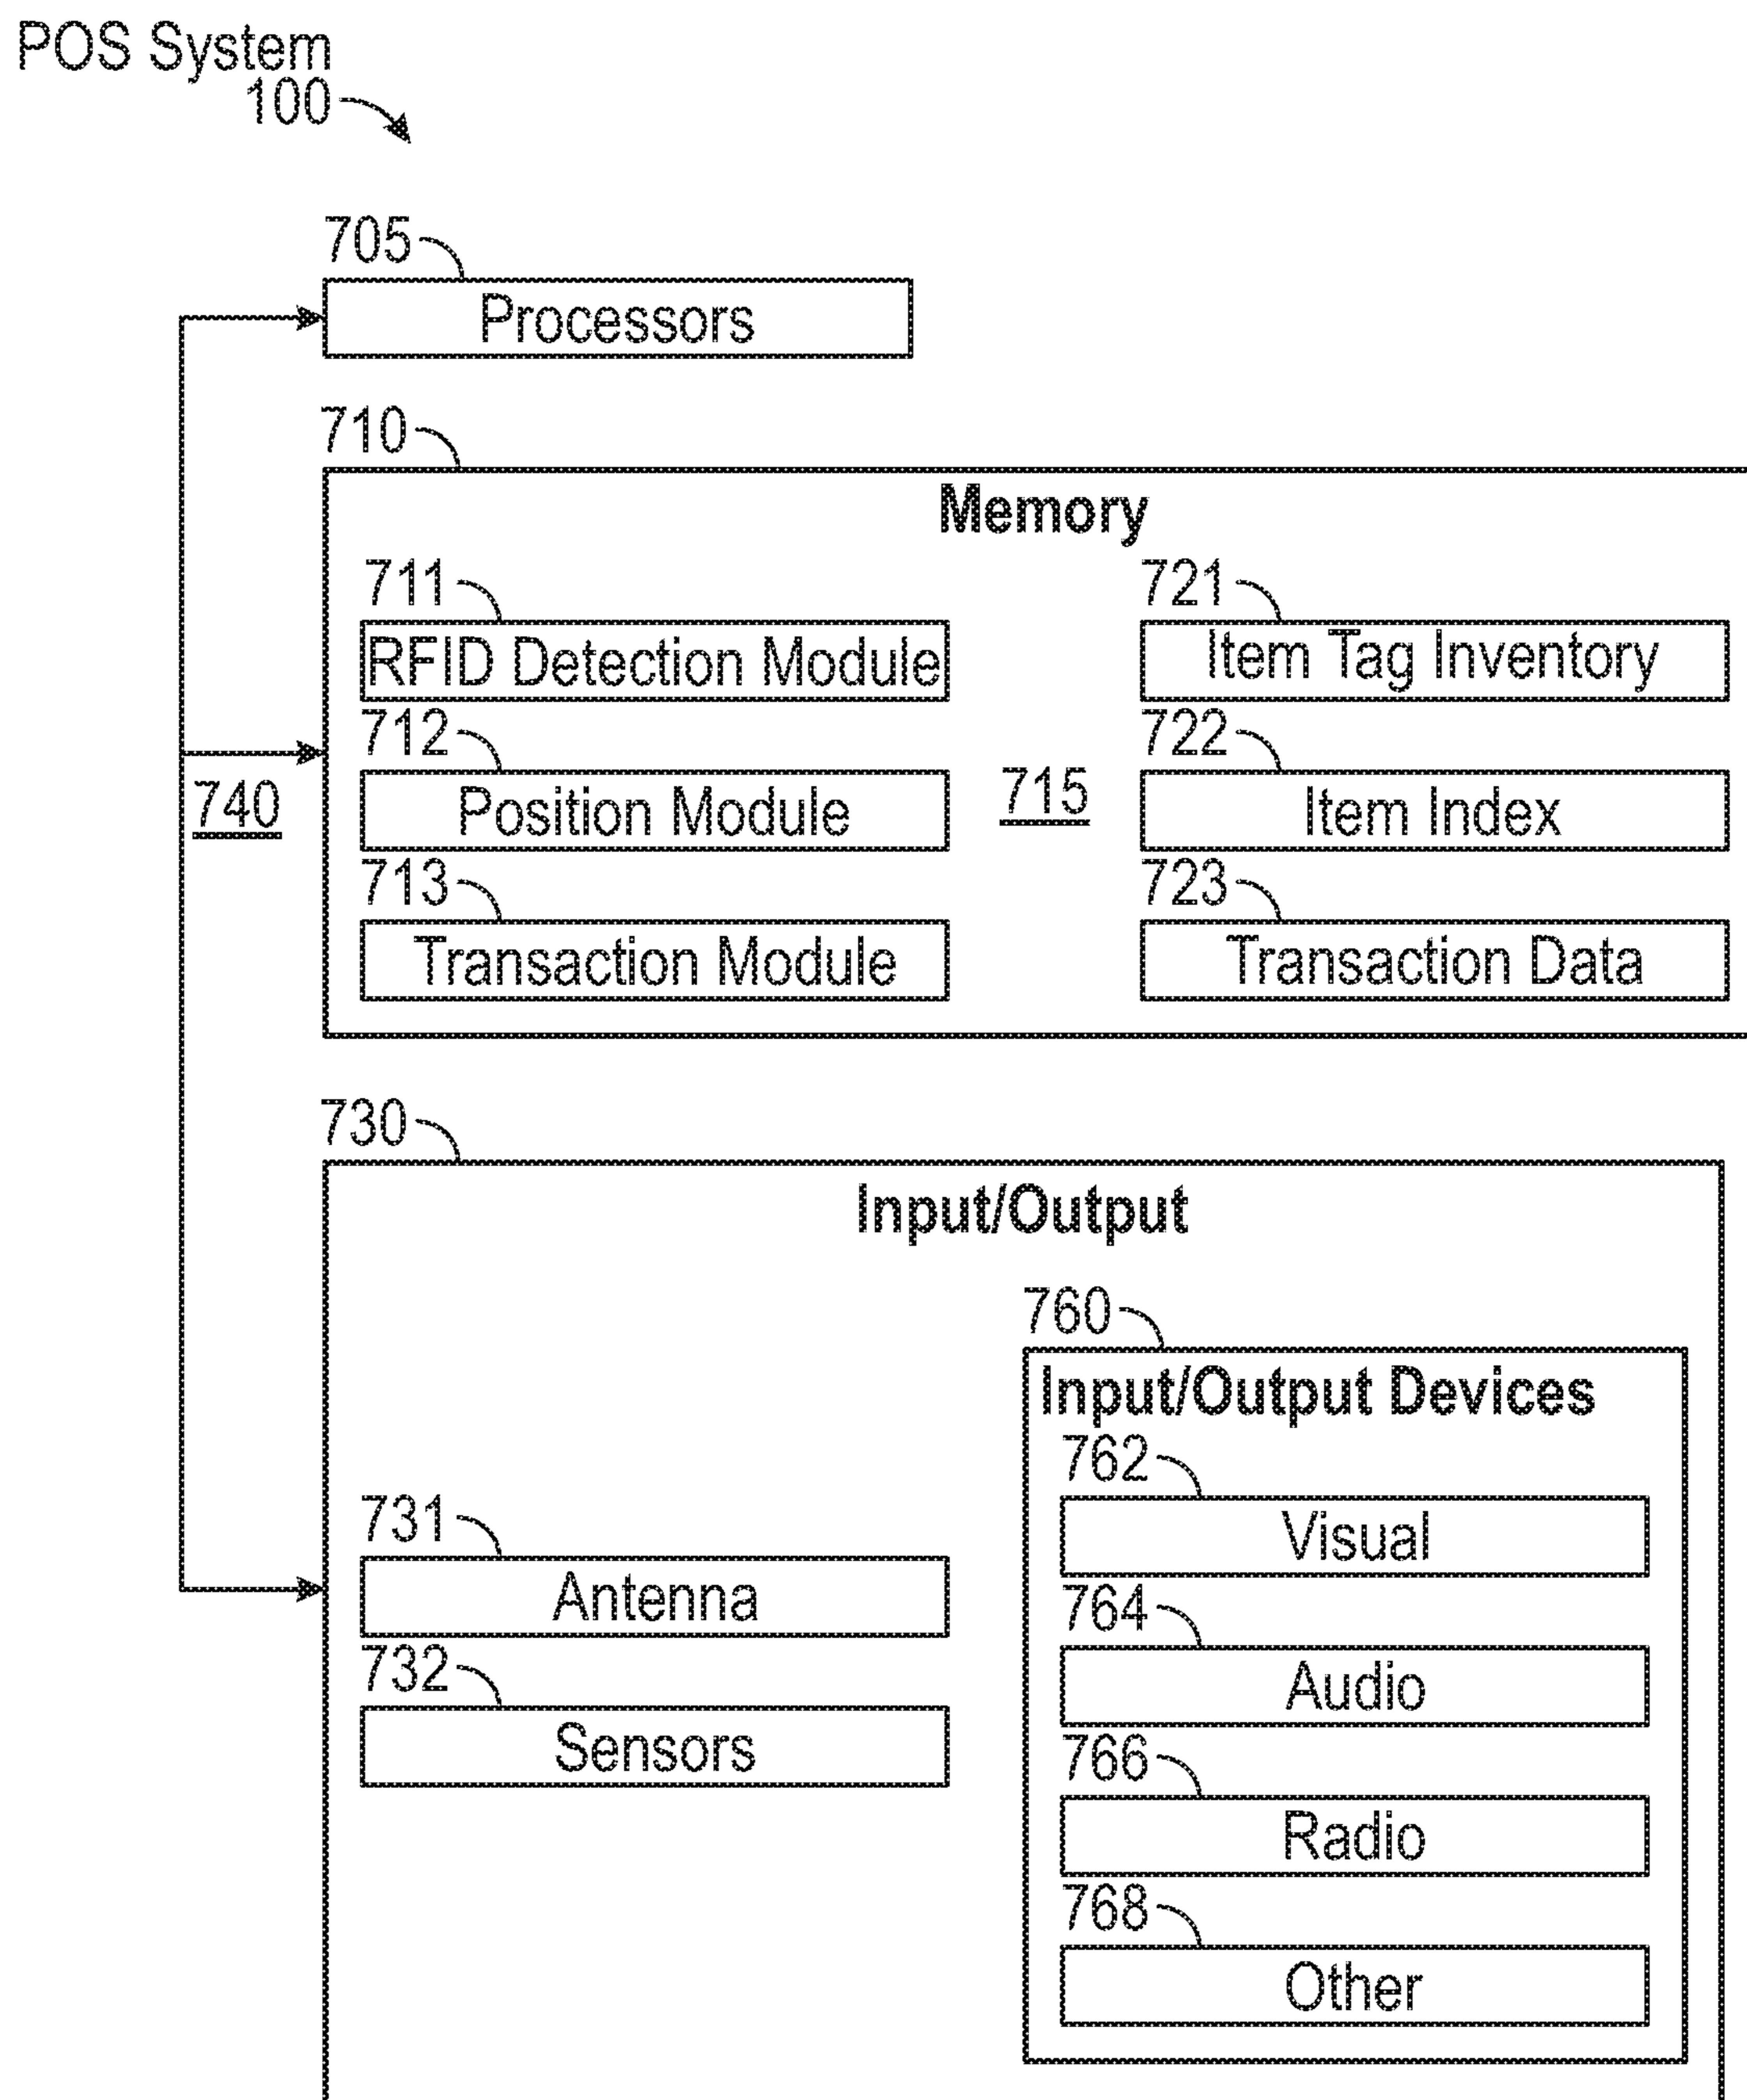 POS System
100
705
Processors
710
Memory
711
RFID Detection Module
721
Item Tag Inventory
712
Position Module
722
Item Index
715
740
713
Transaction Module
723
Transaction Data
730
Input/Output
760
Input/Output Devices
762
Visual
731
Antenna
764
Audio
732
Sensors
766
Radio
768
Other